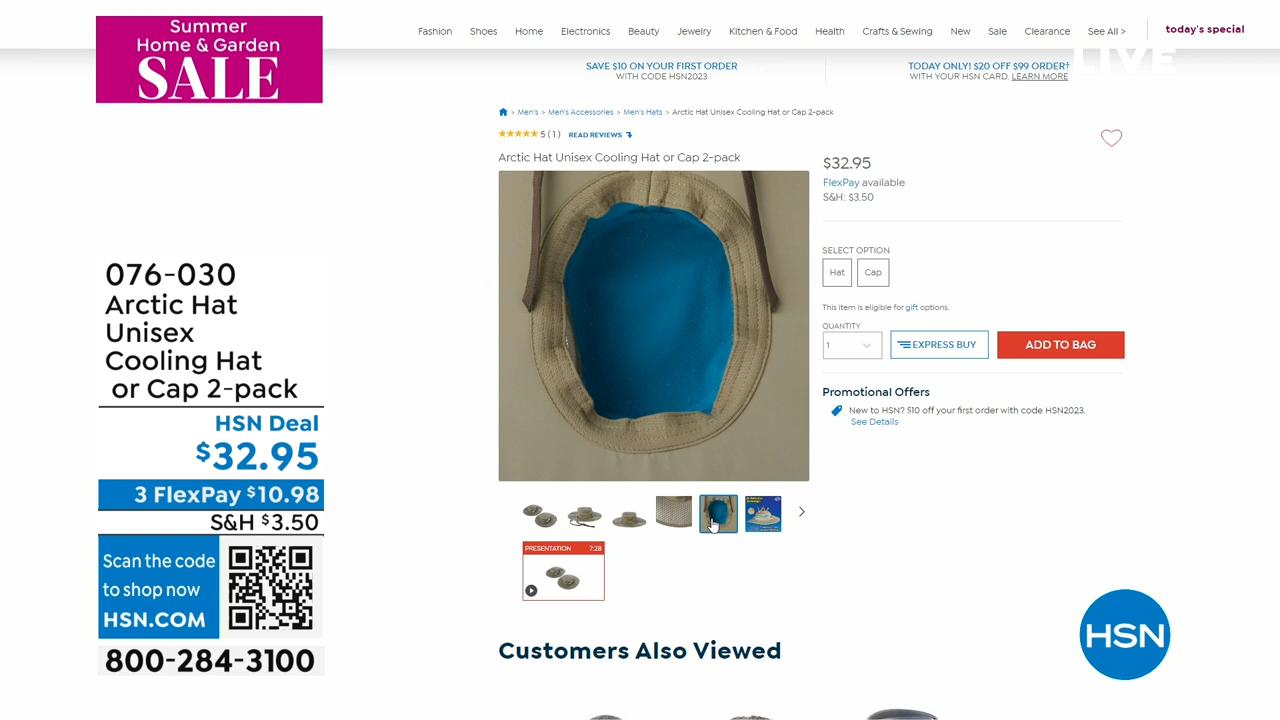 Summer
Home & Garden
SALE
Fashion Shoes Home Electronics Beauty Jewelry Kitchen & Food Health Crafts & Sewing New Sale Clearance See All > today's special
LIVE
SAVE $10 ON YOUR FIRST ORDER
WITH CODE HSN2023
TODAY ONLY! $20 OFF $99 ORDER†
WITH YOUR HSN CARD. LEARN MORE
> Men's > Men's Accessories > Men's Hats > Arctic Hat Unisex Cooling Hat or Cap 2-pack
★★★★★ 5 ( 1 ) READ REVIEWS
Arctic Hat Unisex Cooling Hat or Cap 2-pack
$32.95
FlexPay available
S&H: $3.50
SELECT OPTION
Hat Cap
This item is eligible for gift options.
QUANTITY
1 EXPRESS BUY ADD TO BAG
Promotional Offers
New to HSN? $10 off your first order with code HSN2023.
See Details
PRESENTATION 7:28
Customers Also Viewed
076-030
Arctic Hat
Unisex
Cooling Hat
or Cap 2-pack
HSN Deal
$32.95
3 FlexPay $10.98
S&H $3.50
Scan the code
to shop now
HSN.COM
800-284-3100
HSN